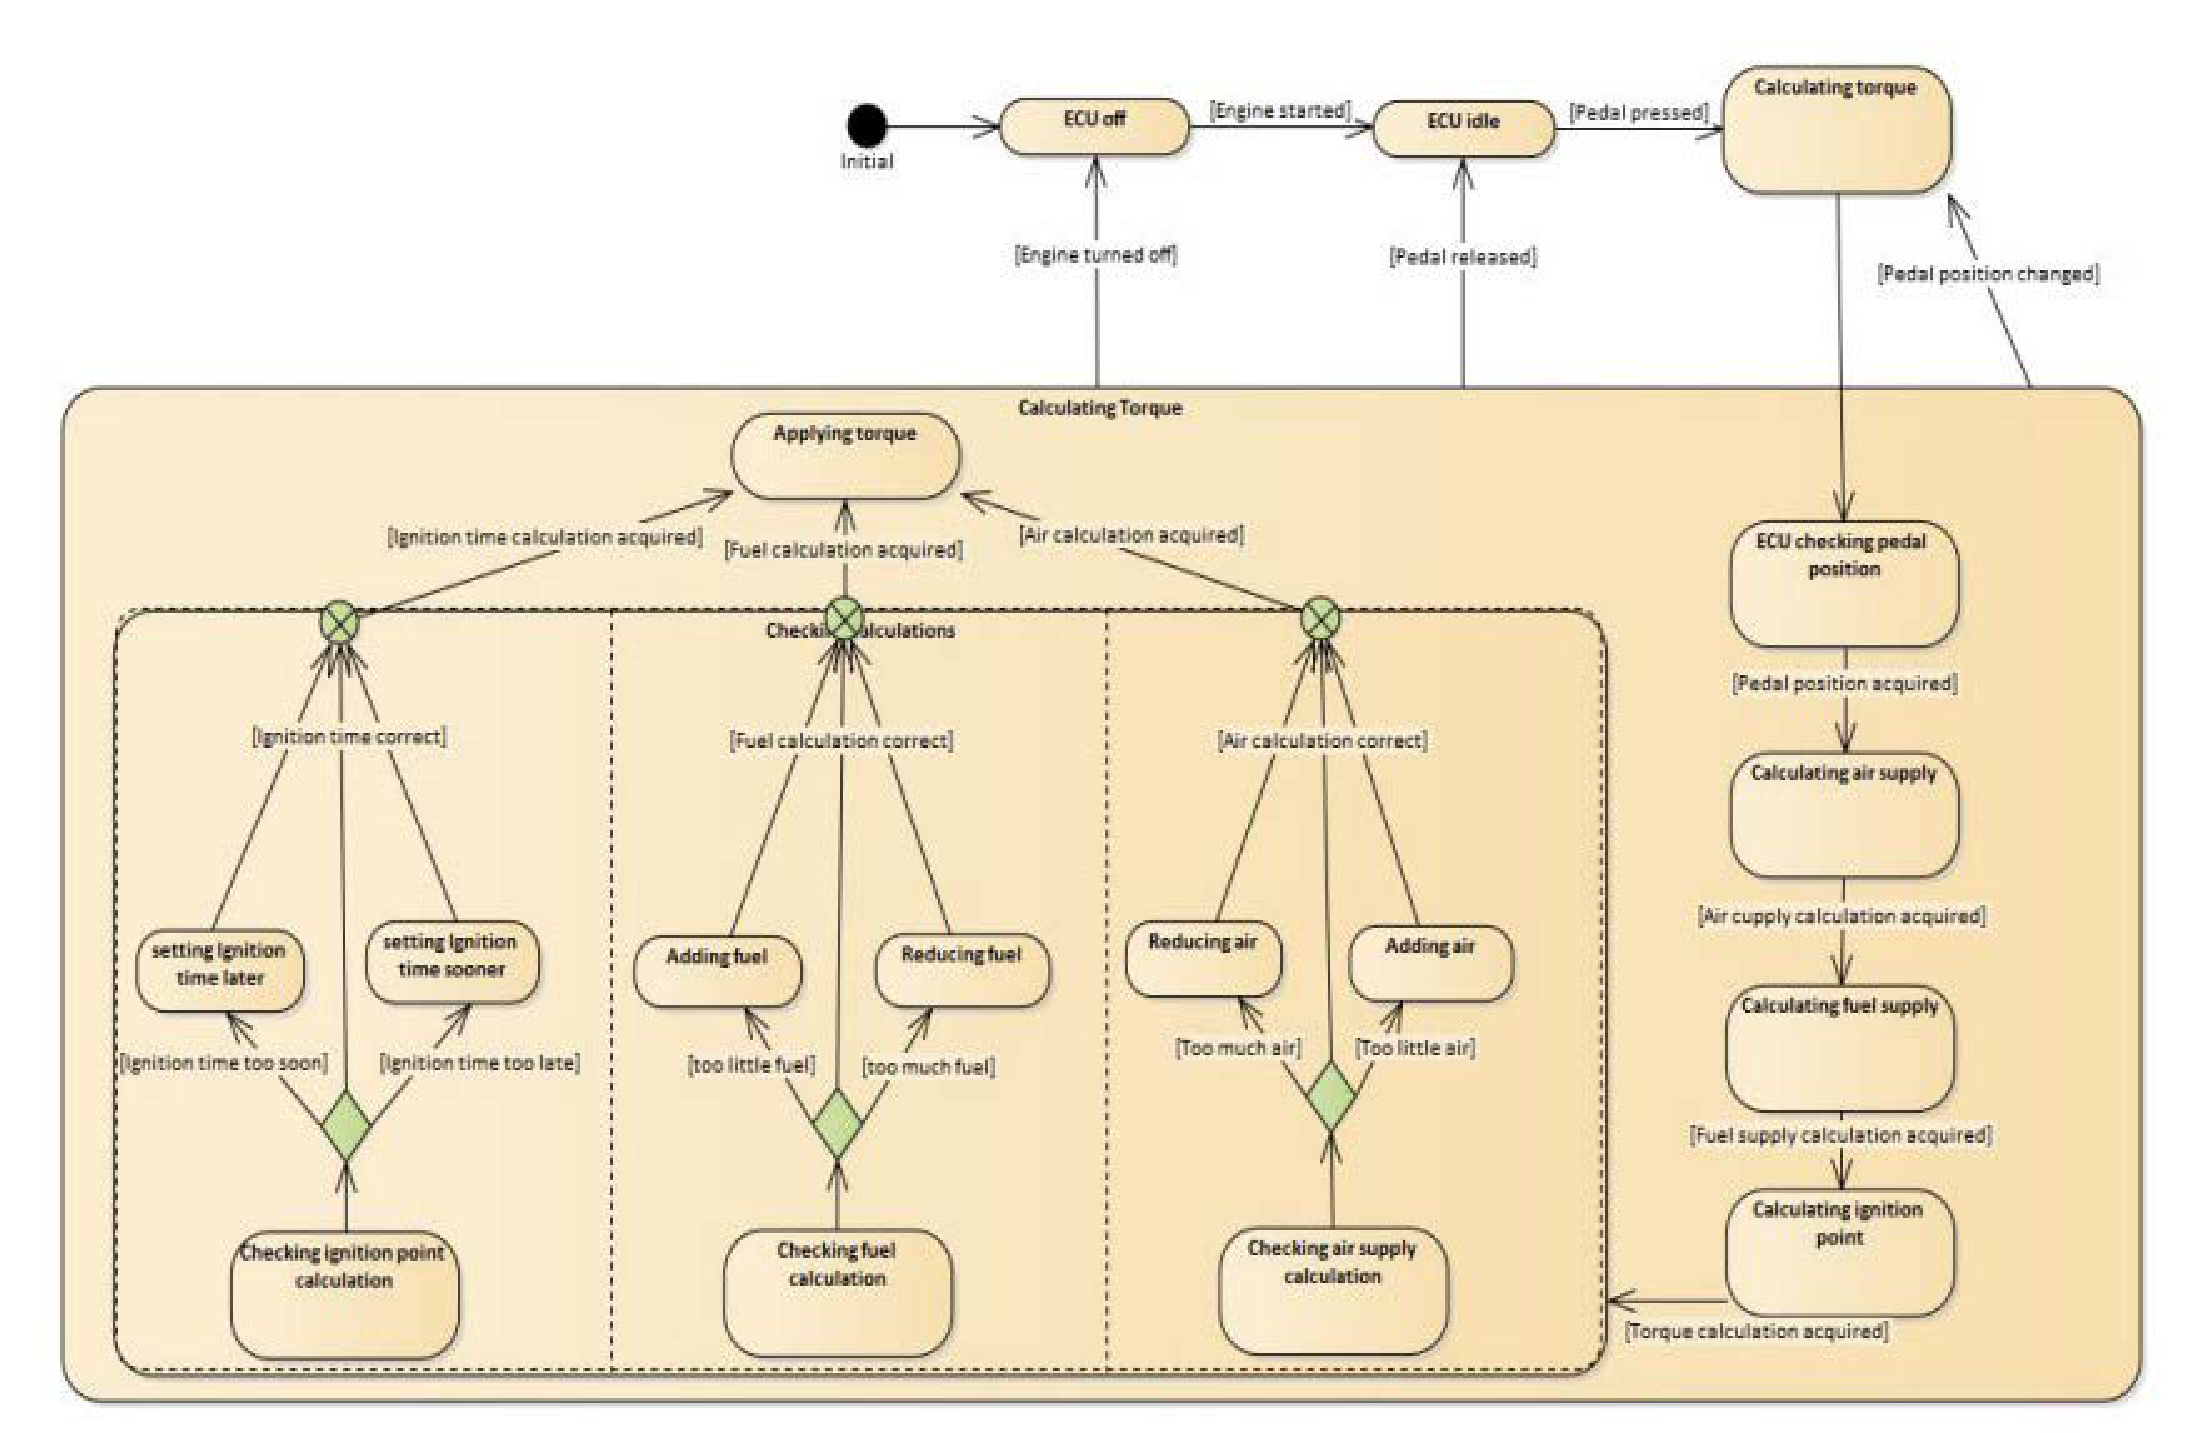 Calculating torque
[Engine started]
[Pedal pressed]
ECU off
ECU idle
Initial
[Engine turned off]
[Pedal released]
[Pedal position changed]
Calculating Torque
Applying torque
[Ignition time calculation acquired]
[Fuel calculation acquired]
[Air calculation acquired]
ECU checking pedal
position
Checkin alculations
[Pedal position acquired]
[Ignition time correct]
[Fuel calculation correct]
[Air calculation correct]
Calculating air supply
[Air supply calculation acquired]
setting Ignition
time later
setting Ignition
time sooner
Adding fuel
Reducing fuel
Reducing air
Adding air
Calculating fuel supply
[Ignition time too soon]
[Ignition time too late]
[too little fuel]
[too much fuel]
[Too much air]
[Too little air]
[Fuel supply calculation acquired]
Calculating ignition
point
Checking ignition point
calculation
Checking fuel
calculation
Checking air supply
calculation
[Torque calculation acquired]